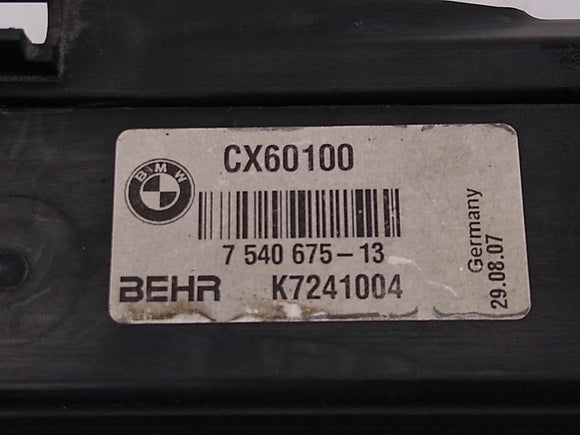 BMW
CX60100
7 540 675-13
BEHR K7241004
Germany
29.08.07